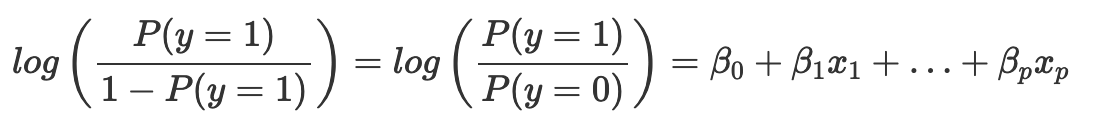 log(P(y = 1) / 1 − P(y = 1)) = log(P(y = 1) / P(y = 0)) = β₀ + β₁x₁ + . . . + βₚxₚ